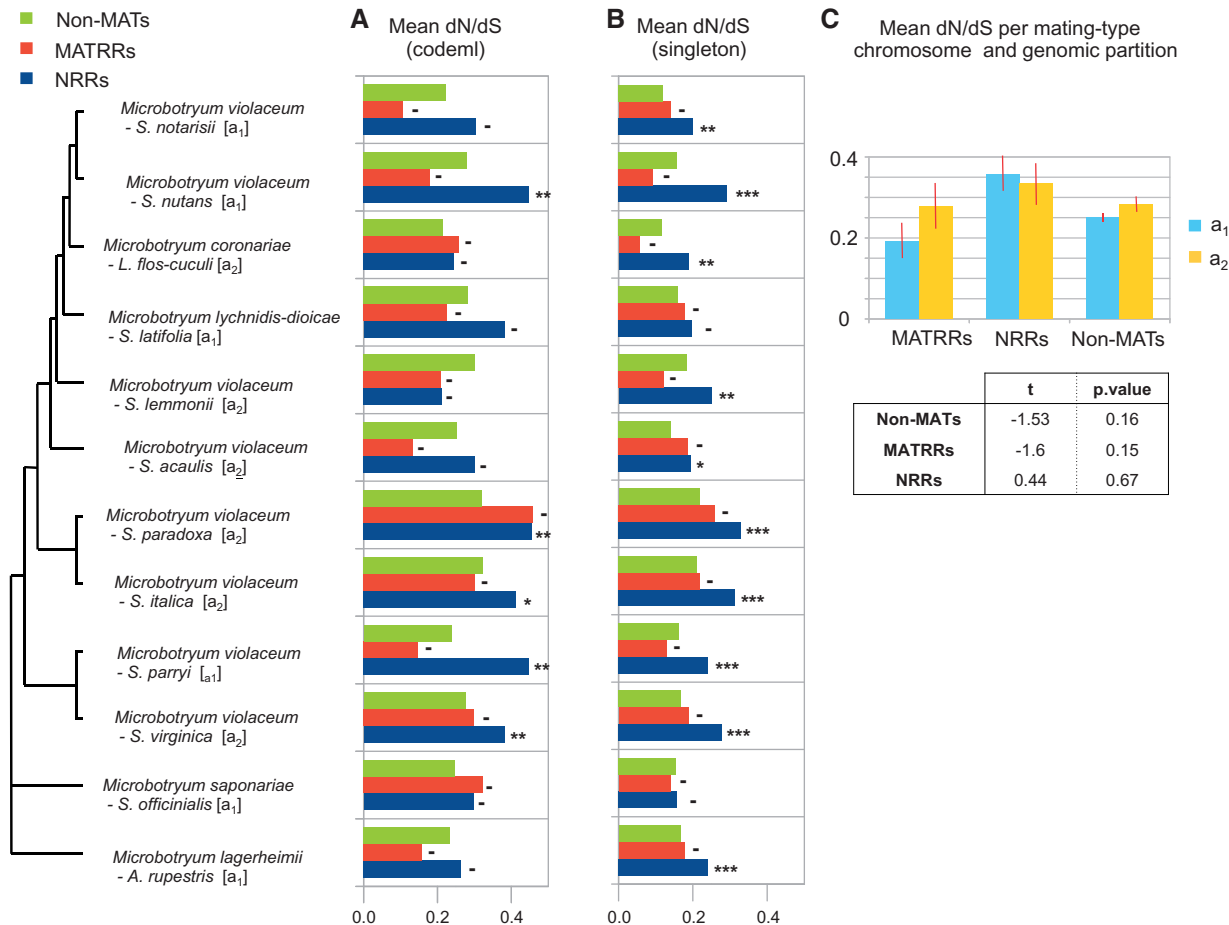 Non-MATs
MATRRs
NRRs
Microbotryum violaceum
- S. notarisii [a1]
Microbotryum violaceum
- S. nutans [a1]
Microbotryum coronariae
- L. flos-cuculi [a2]
Microbotryum lychnidis-dioicae
- S. latifolia [a1]
Microbotryum violaceum
- S. lemmonii [a2]
Microbotryum violaceum
- S. acaulis [a2]
Microbotryum violaceum
- S. paradoxa [a2]
Microbotryum violaceum
- S. italica [a2]
Microbotryum violaceum
- S. parryi [a1]
Microbotryum violaceum
- S. virginica [a2]
Microbotryum saponariae
- S. officinialis [a1]
Microbotryum lagerheimii
- A. rupestris [a1]
A
Mean dN/dS
(codeml)
-
-
-
**
-
-
-
-
-
-
-
-
-
**
-
*
-
**
-
**
-
-
-
-
0.0 0.2 0.4
B
Mean dN/dS
(singleton)
-
**
-
***
-
**
-
-
-
**
-
*
-
***
-
***
-
***
-
***
-
-
-
***
0.0 0.2 0.4
C
Mean dN/dS per mating-type
chromosome and genomic partition
0.4
0.2
0
MATRRs NRRs Non-MATs
a1
a2
t p.value
Non-MATs -1.53 0.16
MATRRs -1.6 0.15
NRRs 0.44 0.67